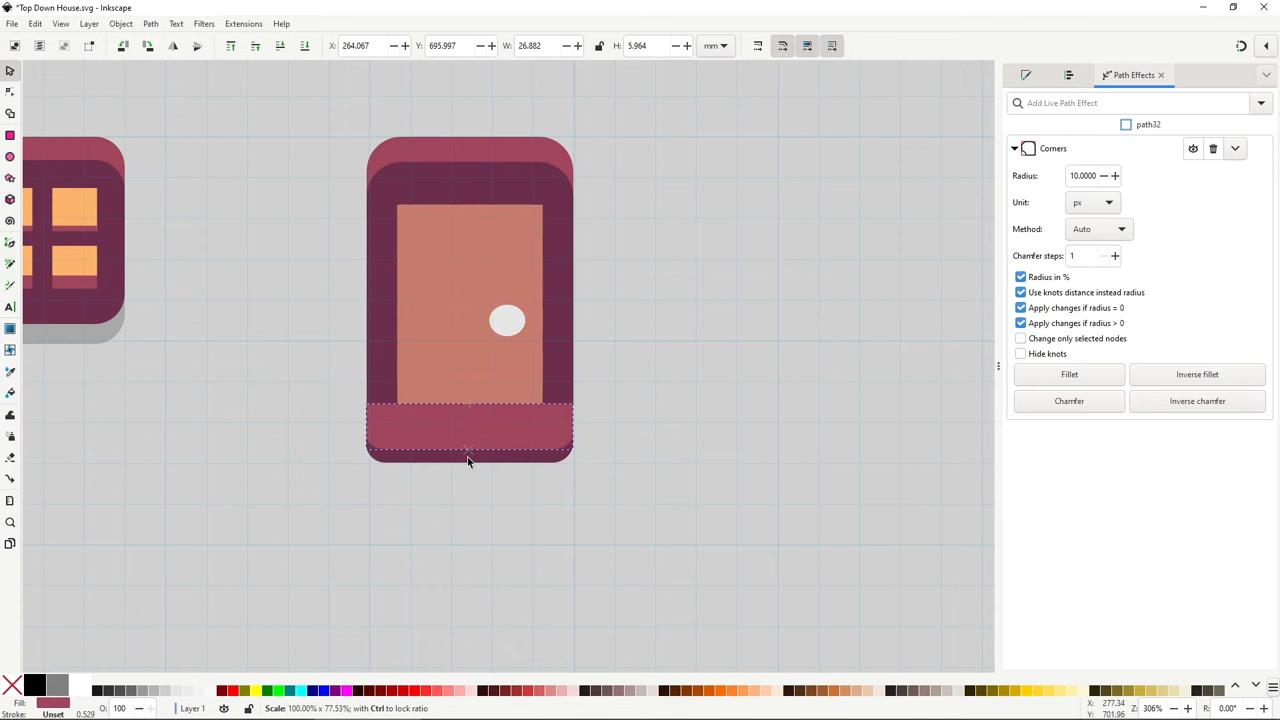 *Top Down House.svg - Inkscape
File Edit View Layer Object Path Text Filters Extensions Help
X: 264.067 Y: 695.997 W: 26.882 H: 5.964 mm
Path Effects
Add Live Path Effect
path32
Corners
Radius: 10.0000
Unit: px
Method: Auto
Chamfer steps: 1
Radius in %
Use knots distance instead radius
Apply changes if radius = 0
Apply changes if radius > 0
Change only selected nodes
Hide knots
Fillet Inverse fillet
Chamfer Inverse chamfer
Fill:
Stroke: Unset 0.529 O: 100 Layer 1 Scale: 100.00% x 77.53%; with Ctrl to lock ratio X: 277.34 Y: 701.96 Z: 306% R: 0.00°